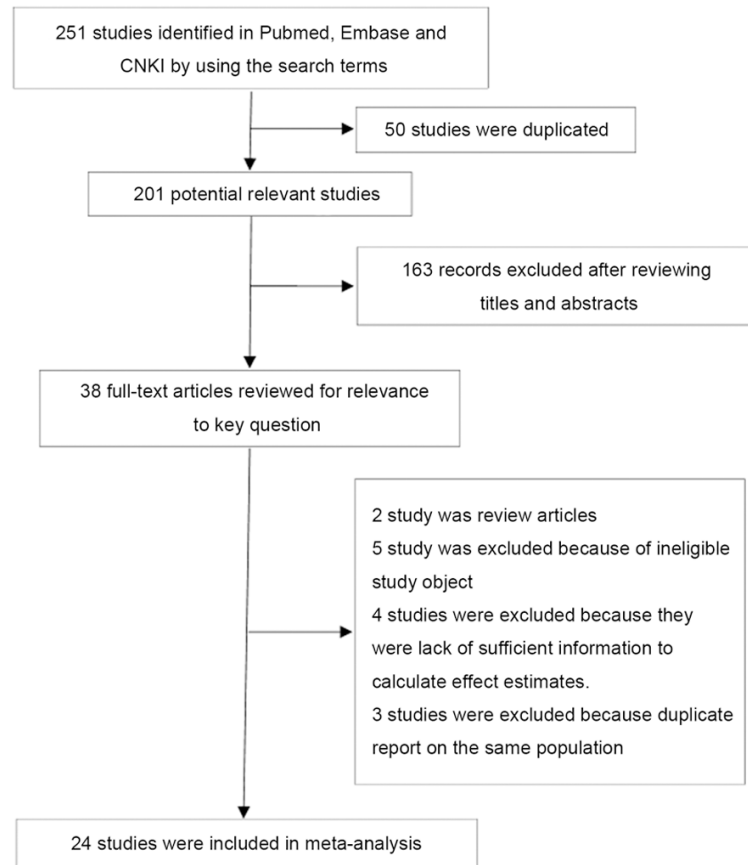 251 studies identified in Pubmed, Embase and
CNKI by using the search terms
50 studies were duplicated
201 potential relevant studies
163 records excluded after reviewing
titles and abstracts
38 full-text articles reviewed for relevance
to key question
2 study was review articles
5 study was excluded because of ineligible
study object
4 studies were excluded because they
were lack of sufficient information to
calculate effect estimates.
3 studies were excluded because duplicate
report on the same population
24 studies were included in meta-analysis